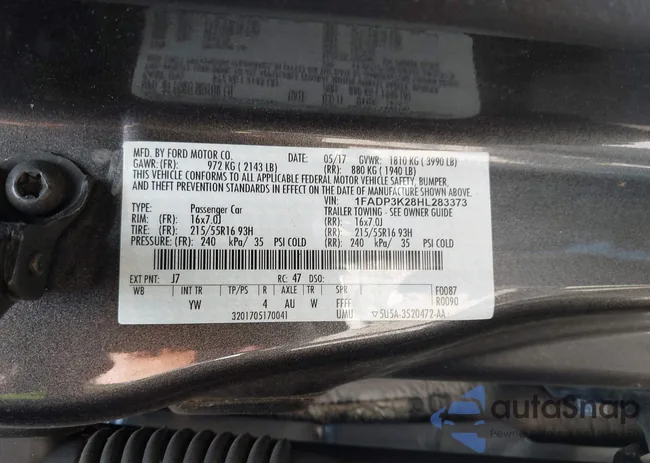 MFD. BY FORD MOTOR CO. DATE: 05/17 GVWR: 1810 KG ( 3990 LB)
GAWR: (FR): 972 KG ( 2143 LB) (RR): 880 KG ( 1940 LB)
THIS VEHICLE CONFORMS TO ALL APPLICABLE FEDERAL MOTOR VEHICLE SAFETY, BUMPER,
AND THEFT PREVENTION STANDARDS IN EFFECT ON THE DATE OF MANUFACTURE SHOWN ABOVE.
VIN: 1FADP3K28HL283373
TYPE: Passenger Car TRAILER TOWING - SEE OWNER GUIDE
RIM: (FR) 16x7.0J (RR) : 16x7.0J
TIRE: (FR) : 215/55R16 93H (RR) : 215/55R16 93H
PRESSURE: (FR) : 240 kPa/ 35 PSI COLD (RR) : 240 kPa/ 35 PSI COLD
EXT PNT: J7 RC: 47 DSO:
WB INT TR TP/PS R AXLE TR SPR F0087
YW 4 AU W FFFF R0090
3201705170041 UMU ▽5U5A-3520472-AA
autoSnap